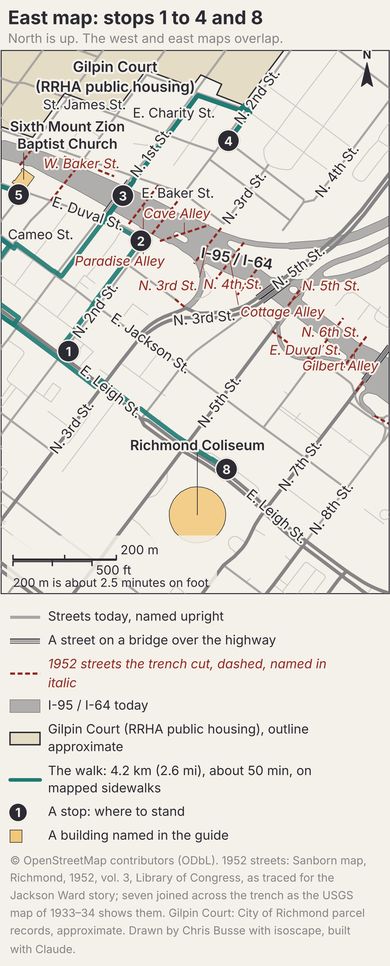 East map: stops 1 to 4 and 8
North is up. The west and east maps overlap.
N
Gilpin Court
(RRHA public housing)
St. James St.
E. Charity St.
N. 2nd St.
Sixth Mount Zion
Baptist Church
N. 1st St.
4
W. Baker St.
N. 4th St.
5
3
E. Baker St.
N. 3rd St.
E. Duval St.
Cave Alley
Cameo St.
2
I-95 / I-64
Paradise Alley
N. 5th St.
N. 3rd St.
N. 4th St.
N. 5th St.
N. 2nd St.
N. 3rd St.
Cottage Alley
N. 6th St.
E. Jackson St.
E. Duval St.
1
Gilbert Alley
E. Leigh St.
N. 5th St.
N. 3rd St.
Richmond Coliseum
N. 7th St.
8
E. Leigh St.
N. 8th St.
200 m
500 ft
200 m is about 2.5 minutes on foot
Streets today, named upright
A street on a bridge over the highway
1952 streets the trench cut, dashed, named in
italic
I-95 / I-64 today
Gilpin Court (RRHA public housing), outline
approximate
The walk: 4.2 km (2.6 mi), about 50 min, on
mapped sidewalks
1
A stop: where to stand
A building named in the guide
© OpenStreetMap contributors (ODbL). 1952 streets: Sanborn map,
Richmond, 1952, vol. 3, Library of Congress, as traced for the
Jackson Ward story; seven joined across the trench as the USGS
map of 1933–34 shows them. Gilpin Court: City of Richmond parcel
records, approximate. Drawn by Chris Busse with isoscape, built
with Claude.